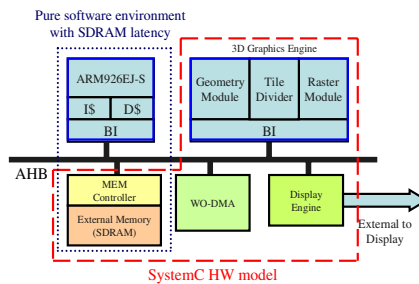 Pure software environment
with SDRAM latency
3D Graphics Engine
ARM926EJ-S
I$ D$
BI
Geometry
Module
Tile
Divider
Raster
Module
BI
AHB
MEM
Controller
External Memory
(SDRAM)
WO-DMA
Display
Engine
External to
Display
SystemC HW model